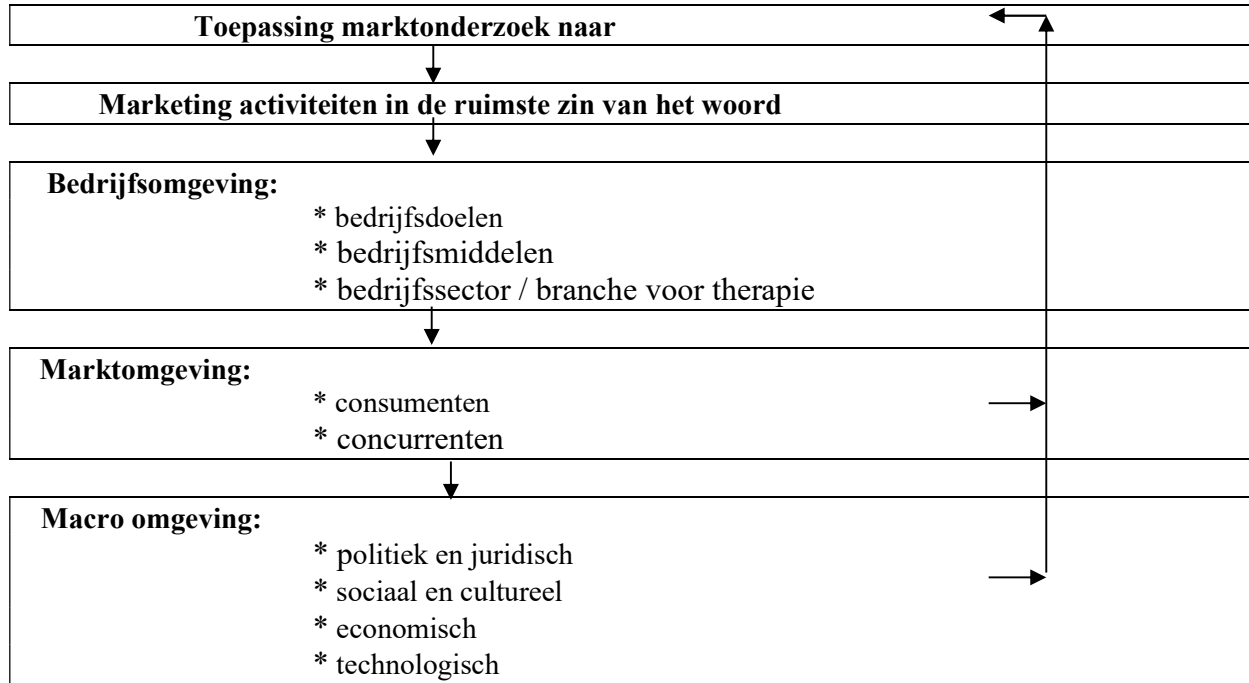 Toepassing marktonderzoek naar
Marketing activiteiten in de ruimste zin van het woord
Bedrijfsomgeving:
* bedrijfsdoelen
* bedrijfsmiddelen
* bedrijfssector / branche voor therapie
Marktomgeving:
* consumenten
* concurrenten
Macro omgeving:
* politiek en juridisch
* sociaal en cultureel
* economisch
* technologisch